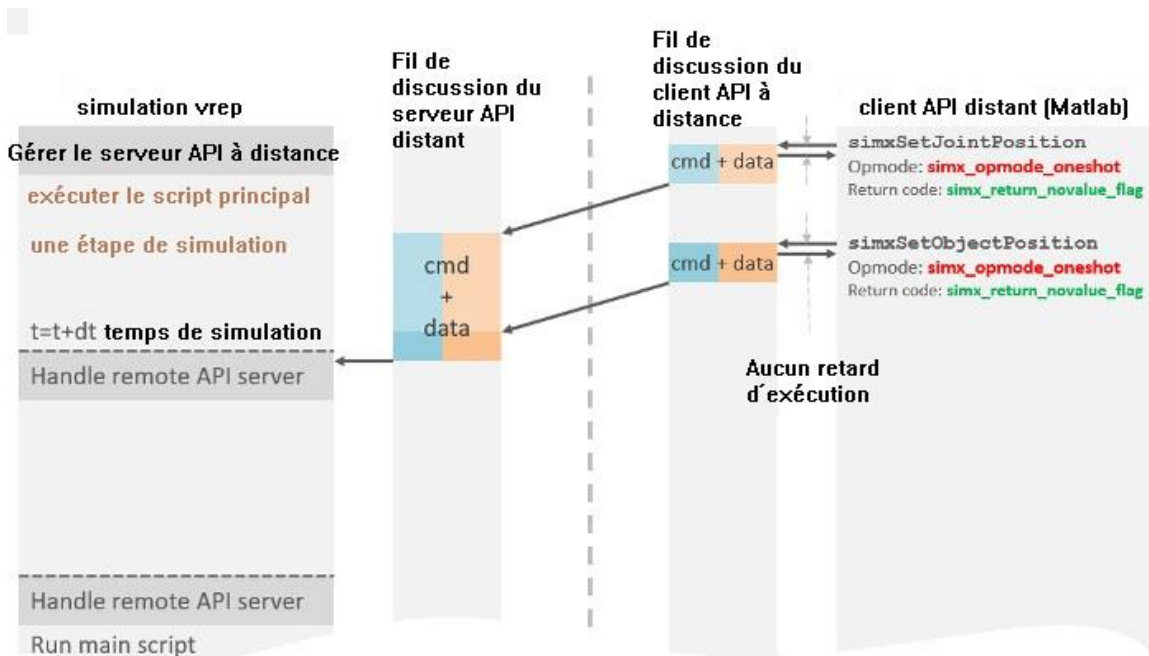 simulation vrep
Gérer le serveur API à distance
exécuter le script principal
une étape de simulation
t=t+dt temps de simulation
Handle remote API server
Handle remote API server
Run main script
Fil de
discussion du
serveur API
distant
cmd
+
data
Fil de
discussion du
client API à
distance
cmd + data
cmd + data
Aucun retard
d'exécution
client API distant (Matlab)
simxSetJointPosition
Opmode: simx_opmode_oneshot
Return code: simx_return_novalue_flag
simxSetObjectPosition
Opmode: simx_opmode_oneshot
Return code: simx_return_novalue_flag